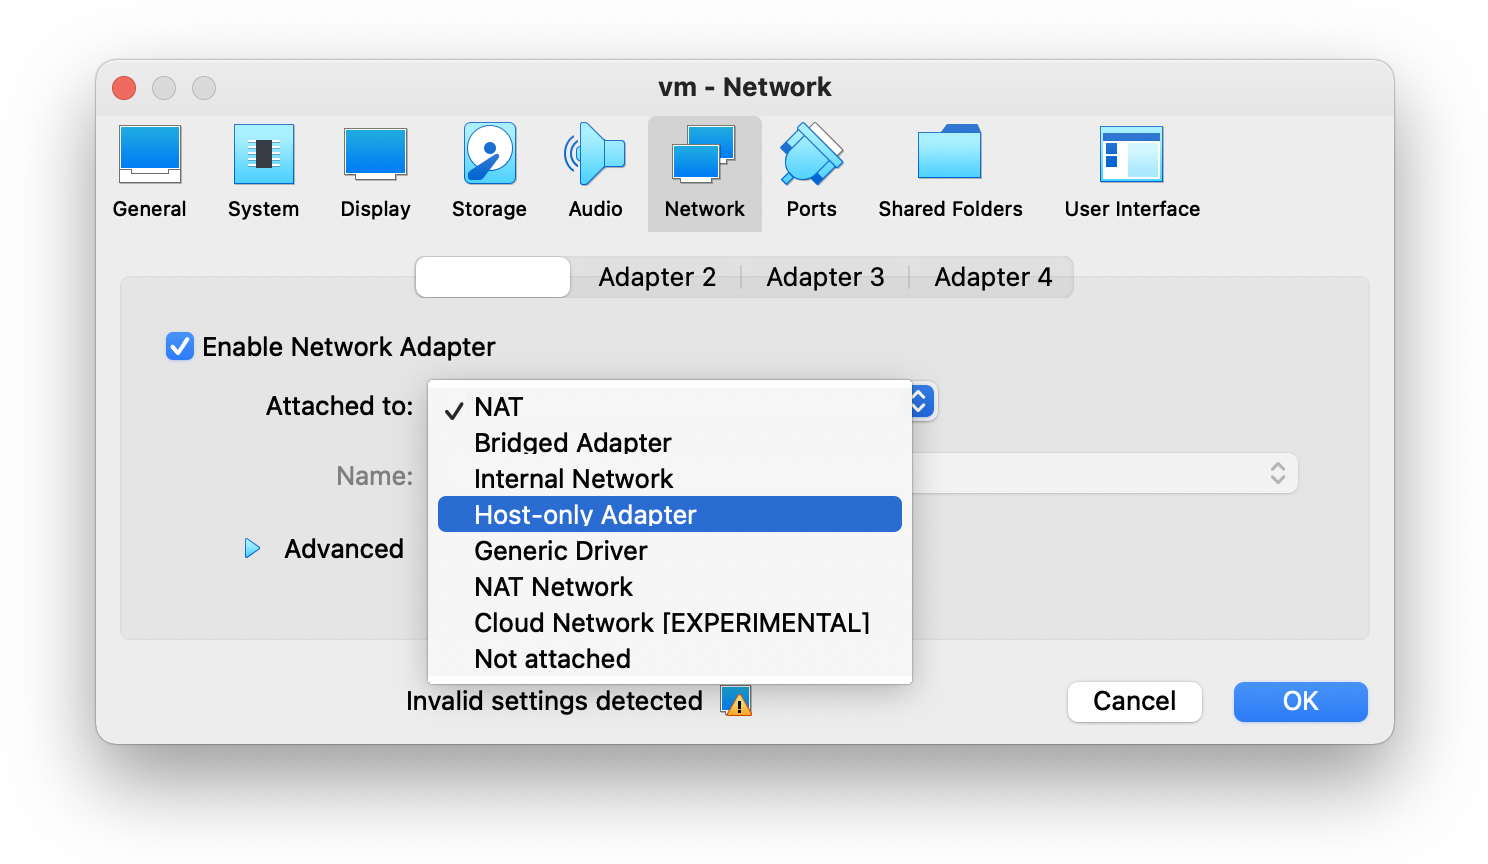 vm - Network
General System Display Storage Audio Network Ports Shared Folders User Interface
Adapter 2 Adapter 3 Adapter 4
Enable Network Adapter
Attached to:
NAT
Bridged Adapter
Internal Network
Name:
Host-only Adapter
Advanced
Generic Driver
NAT Network
Cloud Network [EXPERIMENTAL]
Not attached
Invalid settings detected
Cancel OK